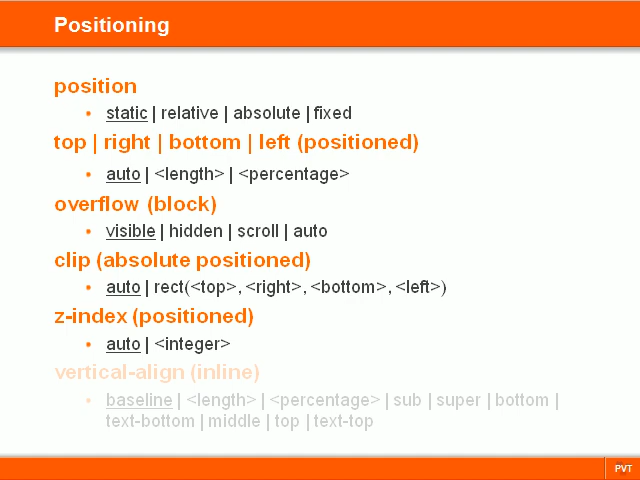 Positioning
position
• static | relative | absolute | fixed
top | right | bottom | left (positioned)
• auto | <length> | <percentage>
overflow (block)
• visible | hidden | scroll | auto
clip (absolute positioned)
• auto | rect(<top>, <right>, <bottom>, <left>)
z-index (positioned)
• auto | <integer>
vertical-align (inline)
• baseline | <length> | <percentage> | sub | super | bottom |
text-bottom | middle | top | text-top
PVT